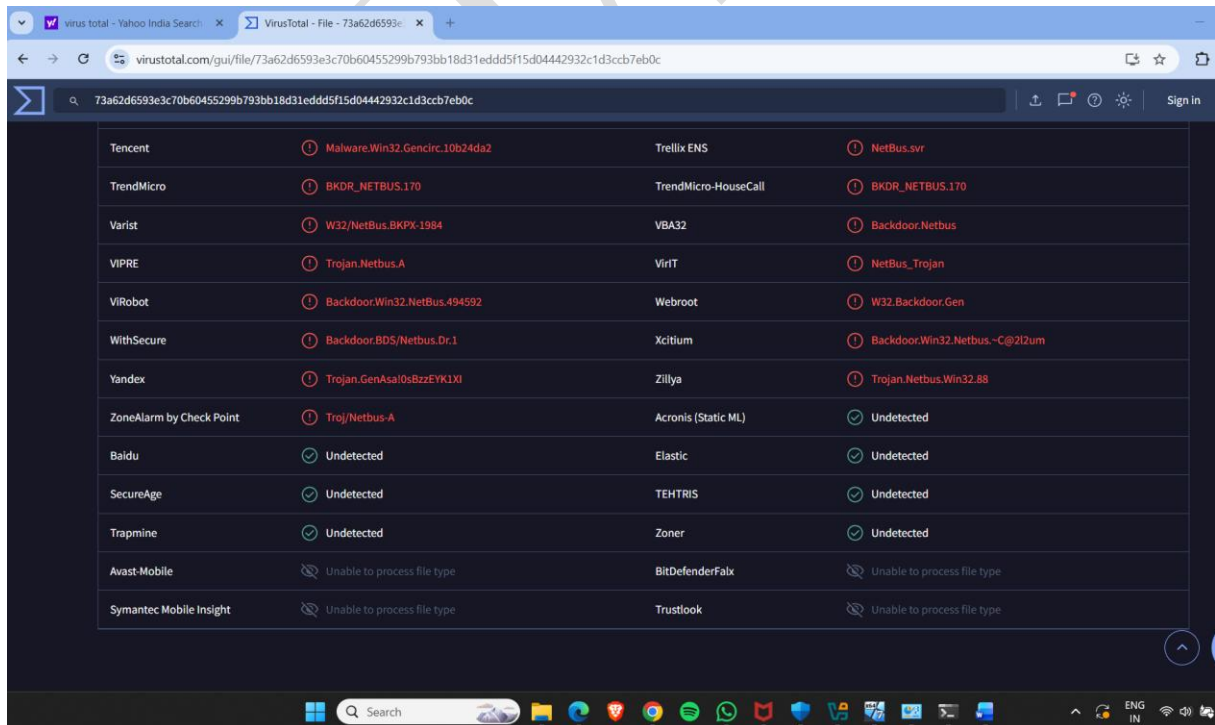 virus total - Yahoo India Search
VirusTotal - File - 73a62d6593e
virustotal.com/gui/file/73a62d6593e3c70b60455299b793bb18d31eddd5f15d04442932c1d3ccb7eb0c
73a62d6593e3c70b60455299b793bb18d31eddd5f15d04442932c1d3ccb7eb0c Sign in
Tencent Malware.Win32.Gencirc.10b24da2 Trellix ENS NetBus.svr
TrendMicro BKDR_NETBUS.170 TrendMicro-HouseCall BKDR_NETBUS.170
Varist W32/NetBus.BKPX-1984 VBA32 Backdoor.Netbus
VIPRE Trojan.Netbus.A VirIT NetBus_Trojan
ViRobot Backdoor.Win32.NetBus.494592 Webroot W32.Backdoor.Gen
WithSecure Backdoor.BDS/Netbus.Dr.1 Xcitium Backdoor.Win32.Netbus.~C@2l2um
Yandex Trojan.GenAsa!0sBzzEYK1XI Zillya Trojan.Netbus.Win32.88
ZoneAlarm by Check Point Troj/Netbus-A Acronis (Static ML) Undetected
Baidu Undetected Elastic Undetected
SecureAge Undetected TEHTRIS Undetected
Trapmine Undetected Zoner Undetected
Avast-Mobile Unable to process file type BitDefenderFalx Unable to process file type
Symantec Mobile Insight Unable to process file type Trustlook Unable to process file type
Search ENG
IN